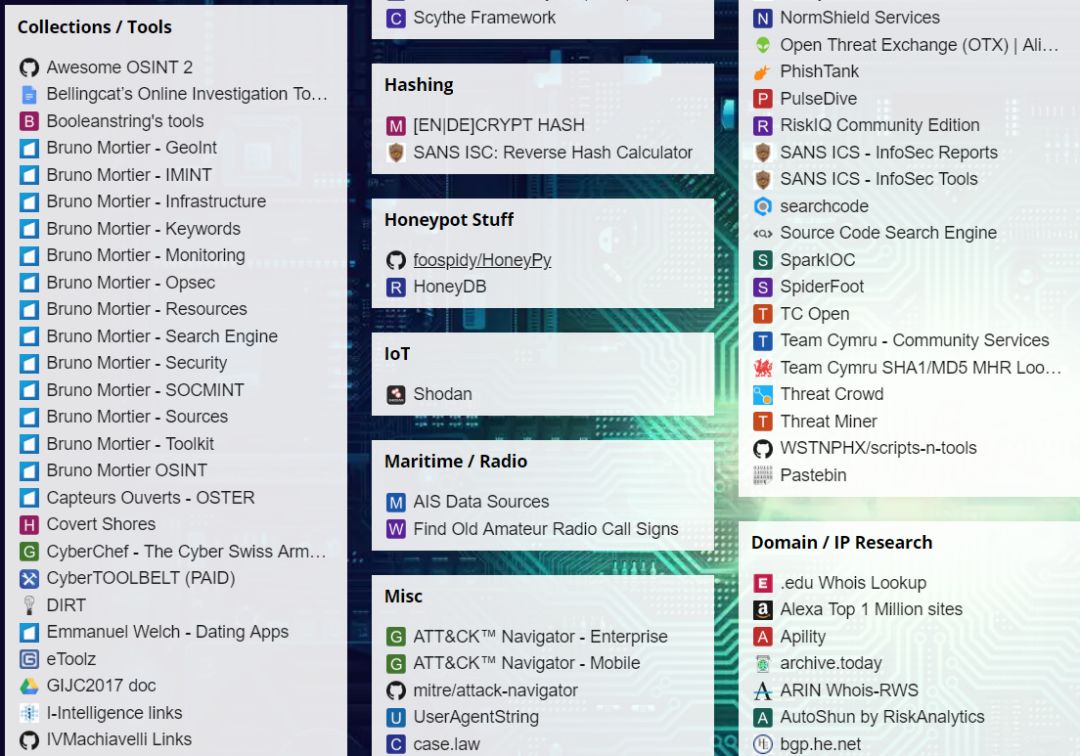 Collections / Tools
Awesome OSINT 2
Bellingcat's Online Investigation To…
Booleanstring's tools
Bruno Mortier - GeoInt
Bruno Mortier - IMINT
Bruno Mortier - Infrastructure
Bruno Mortier - Keywords
Bruno Mortier - Monitoring
Bruno Mortier - Opsec
Bruno Mortier - Resources
Bruno Mortier - Search Engine
Bruno Mortier - Security
Bruno Mortier - SOCMINT
Bruno Mortier - Sources
Bruno Mortier - Toolkit
Bruno Mortier OSINT
Capteurs Ouverts - OSTER
Covert Shores
CyberChef - The Cyber Swiss Arm…
CyberTOOLBELT (PAID)
DIRT
Emmanuel Welch - Dating Apps
eToolz
GIJC2017 doc
I-Intelligence links
IVMachiavelli Links
Scythe Framework
Hashing
[EN|DE]CRYPT HASH
SANS ISC: Reverse Hash Calculator
Honeypot Stuff
foospidy/HoneyPy
HoneyDB
IoT
Shodan
Maritime / Radio
AIS Data Sources
Find Old Amateur Radio Call Signs
Misc
ATT&CK™ Navigator - Enterprise
ATT&CK™ Navigator - Mobile
mitre/attack-navigator
UserAgentString
case.law
NormShield Services
Open Threat Exchange (OTX) | Ali…
PhishTank
PulseDive
RiskIQ Community Edition
SANS ICS - InfoSec Reports
SANS ICS - InfoSec Tools
searchcode
Source Code Search Engine
SparkIOC
SpiderFoot
TC Open
Team Cymru - Community Services
Team Cymru SHA1/MD5 MHR Loo…
Threat Crowd
Threat Miner
WSTNPHX/scripts-n-tools
Pastebin
Domain / IP Research
.edu Whois Lookup
Alexa Top 1 Million sites
Apility
archive.today
ARIN Whois-RWS
AutoShun by RiskAnalytics
bgp.he.net